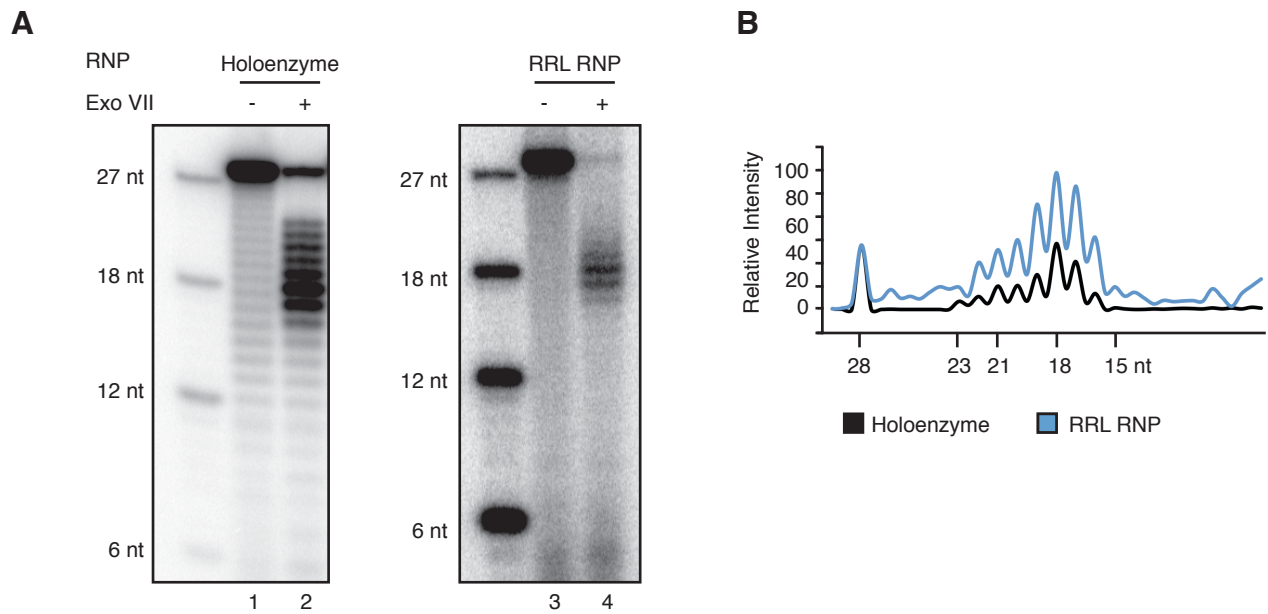 A
RNP Holoenzyme RRL RNP
Exo VII - + - +
27 nt
18 nt
12 nt
6 nt
1 2
27 nt
18 nt
12 nt
6 nt
3 4
B
Relative Intensity
100
80
60
40
20
0
28 23 21 18 15 nt
Holoenzyme RRL RNP